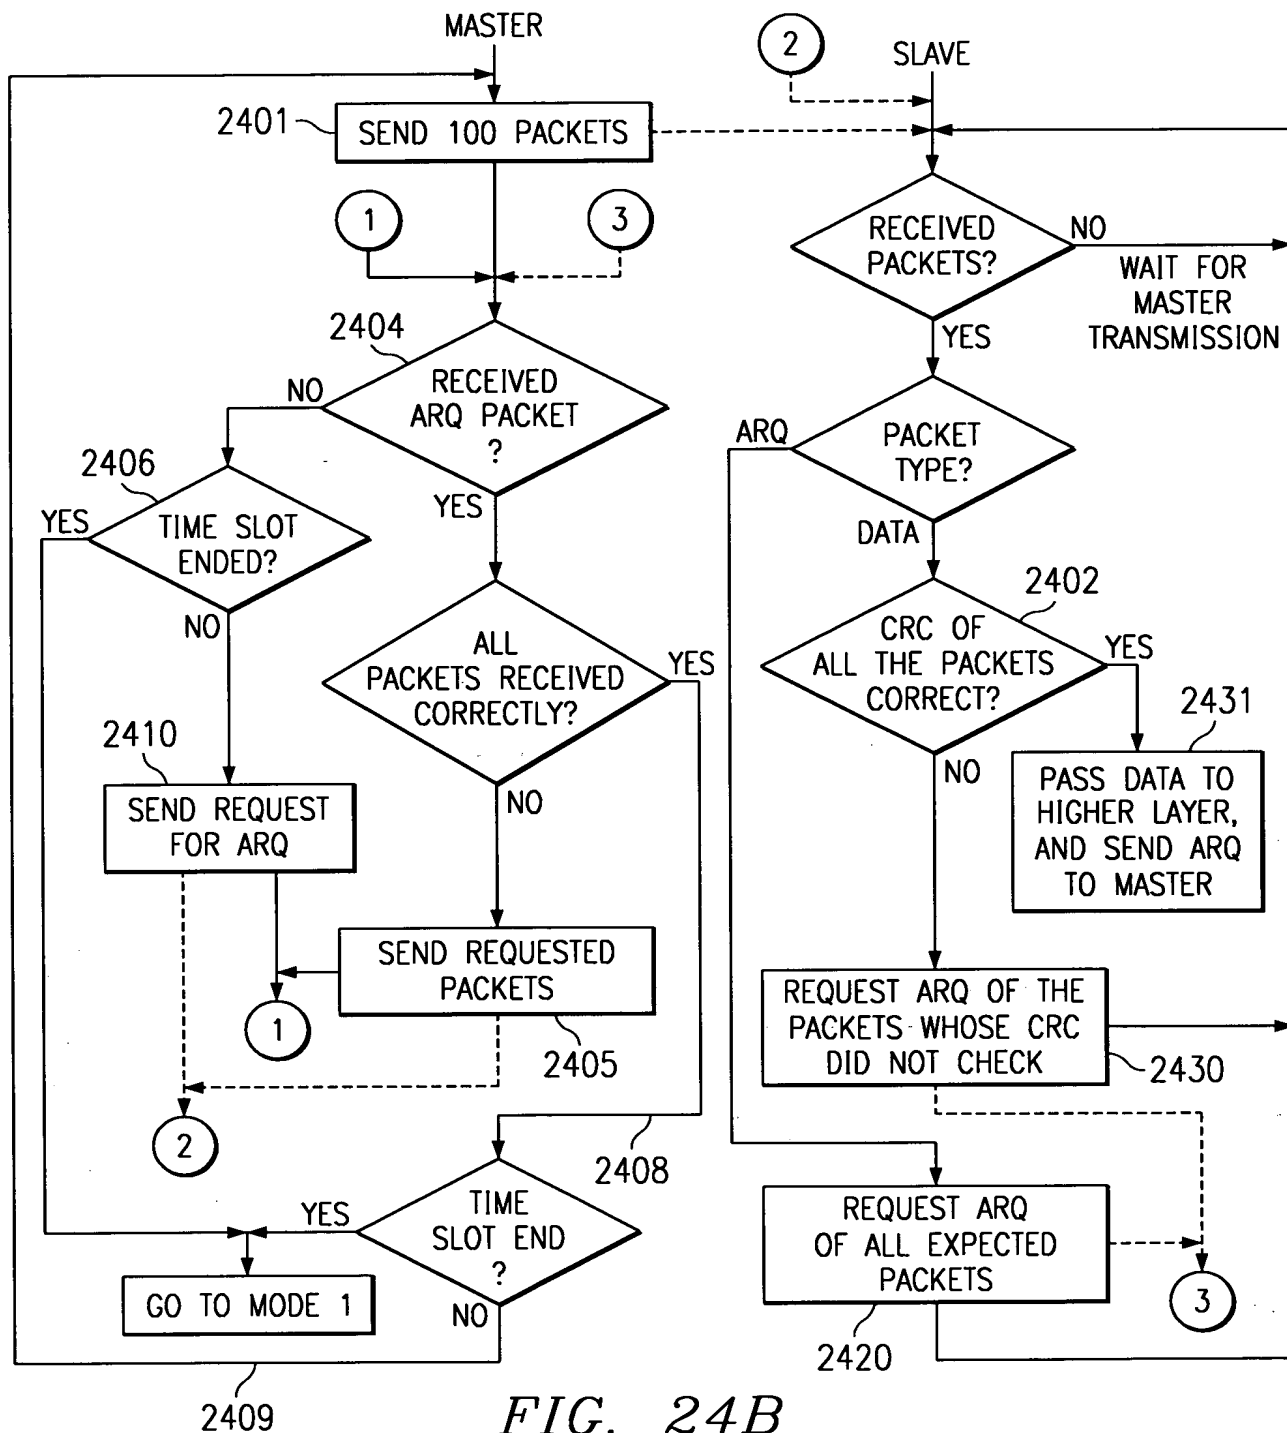 MASTER
2401
SEND 100 PACKETS
1
3
2404
NO
RECEIVED
ARQ PACKET
?
YES
2406
YES
TIME SLOT
ENDED?
NO
ALL
PACKETS RECEIVED
CORRECTLY?
YES
NO
2410
SEND REQUEST
FOR ARQ
SEND REQUESTED
PACKETS
2405
1
2
2408
YES
TIME
SLOT END
?
NO
GO TO MODE 1
2409
2
SLAVE
RECEIVED
PACKETS?
NO
WAIT FOR
MASTER
TRANSMISSION
YES
ARQ
PACKET
TYPE?
DATA
2402
CRC OF
ALL THE PACKETS
CORRECT?
YES
NO
2431
PASS DATA TO
HIGHER LAYER,
AND SEND ARQ
TO MASTER
REQUEST ARQ OF THE
PACKETS WHOSE CRC
DID NOT CHECK
2430
REQUEST ARQ
OF ALL EXPECTED
PACKETS
2420
3
FIG. 24B